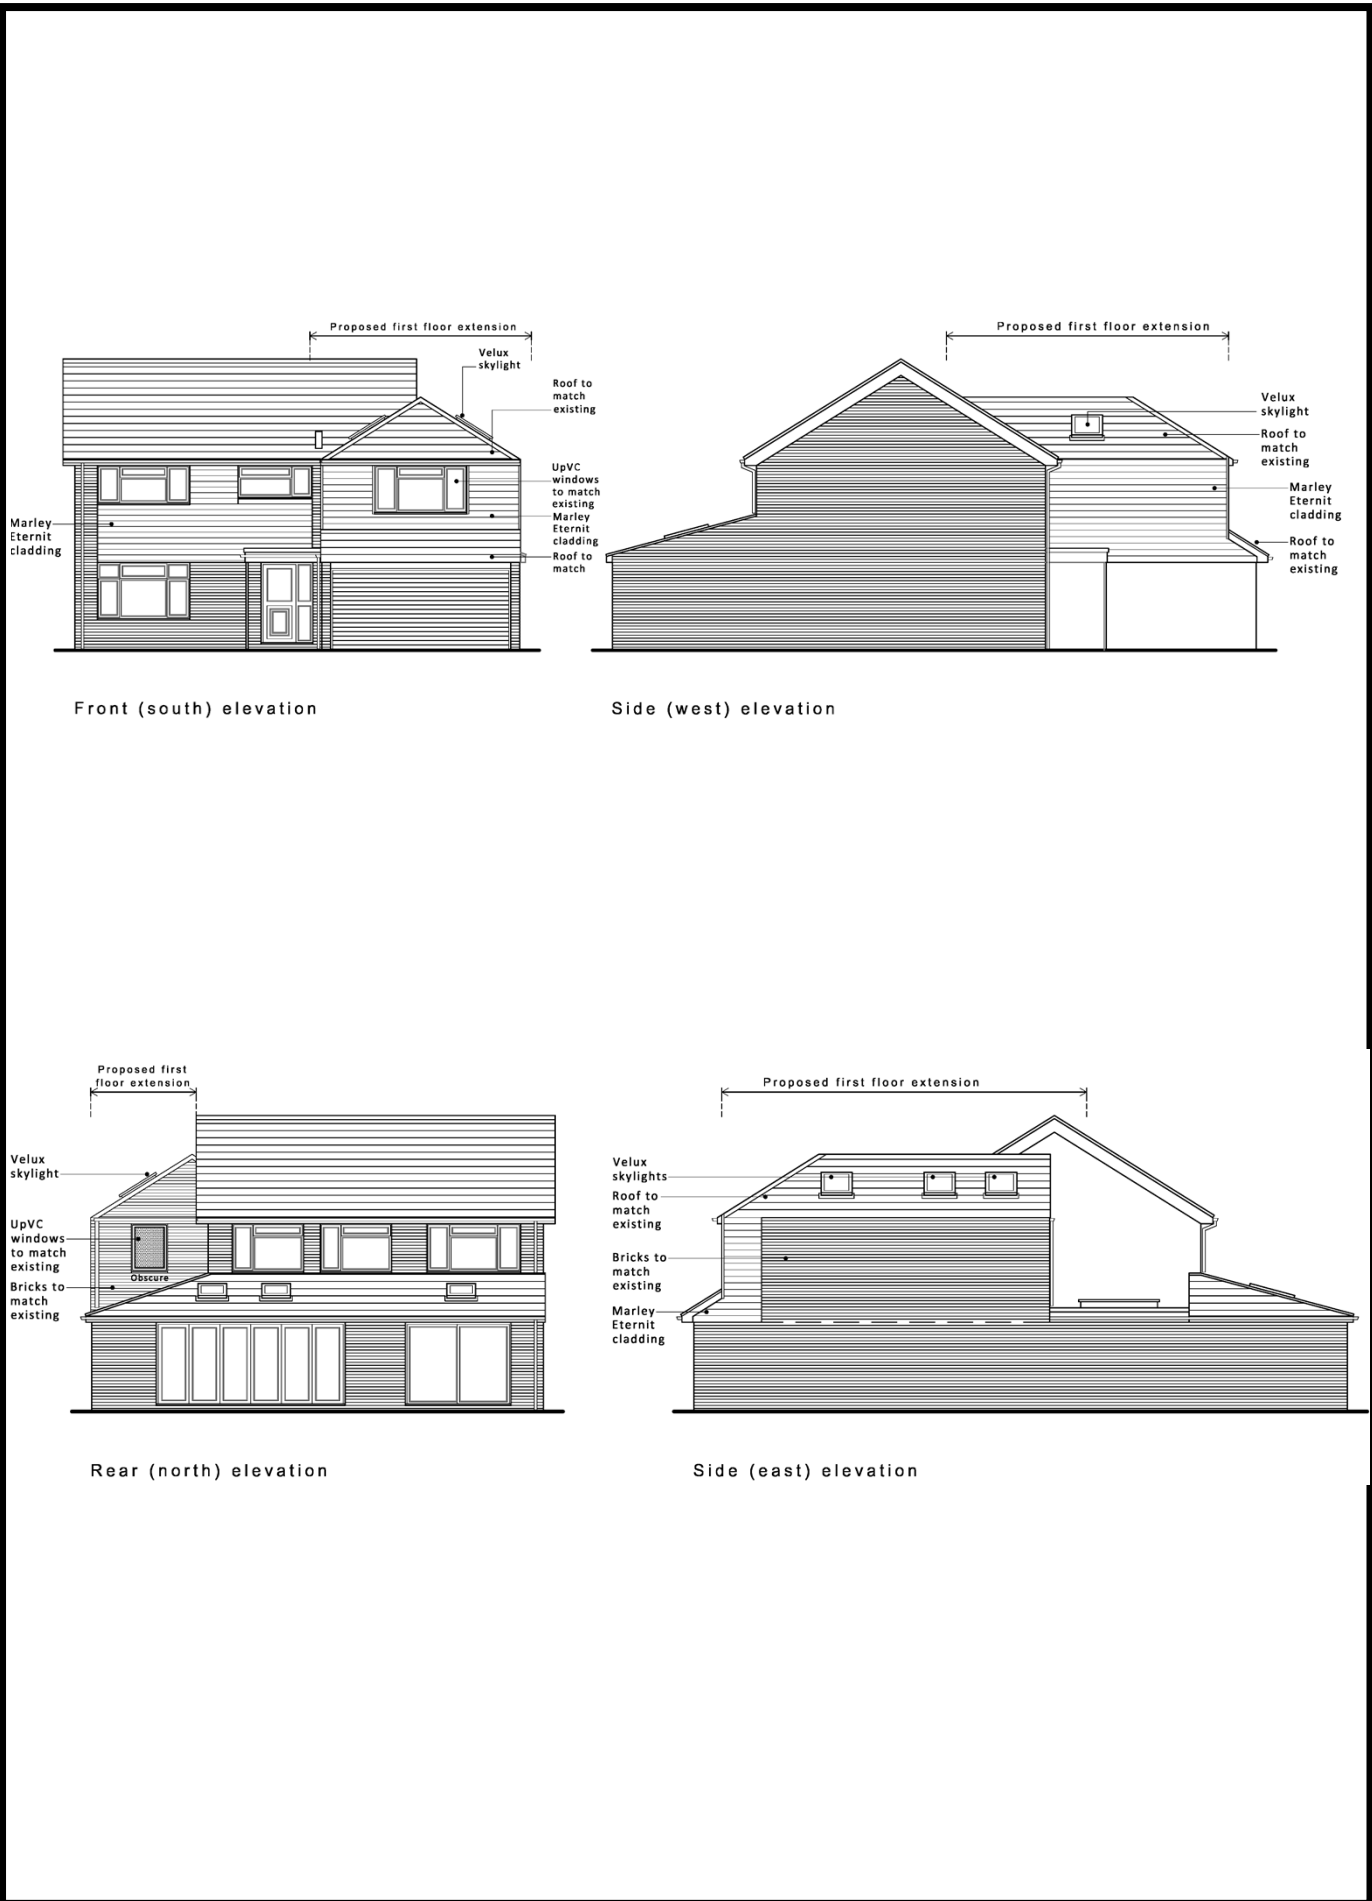 Proposed first floor extension
Velux
skylight
Roof to
match
existing
UpVC
windows
to match
existing
Marley
Eternit
cladding
Roof to
match
Marley
Eternit
cladding
Front (south) elevation
Proposed first floor extension
Velux
skylight
Roof to
match
existing
Marley
Eternit
cladding
Roof to
match
existing
Side (west) elevation
Proposed first
floor extension
Velux
skylight
UpVC
windows
to match
existing
Obscure
Bricks to
match
existing
Rear (north) elevation
Proposed first floor extension
Velux
skylights
Roof to
match
existing
Bricks to
match
existing
Marley
Eternit
cladding
Side (east) elevation